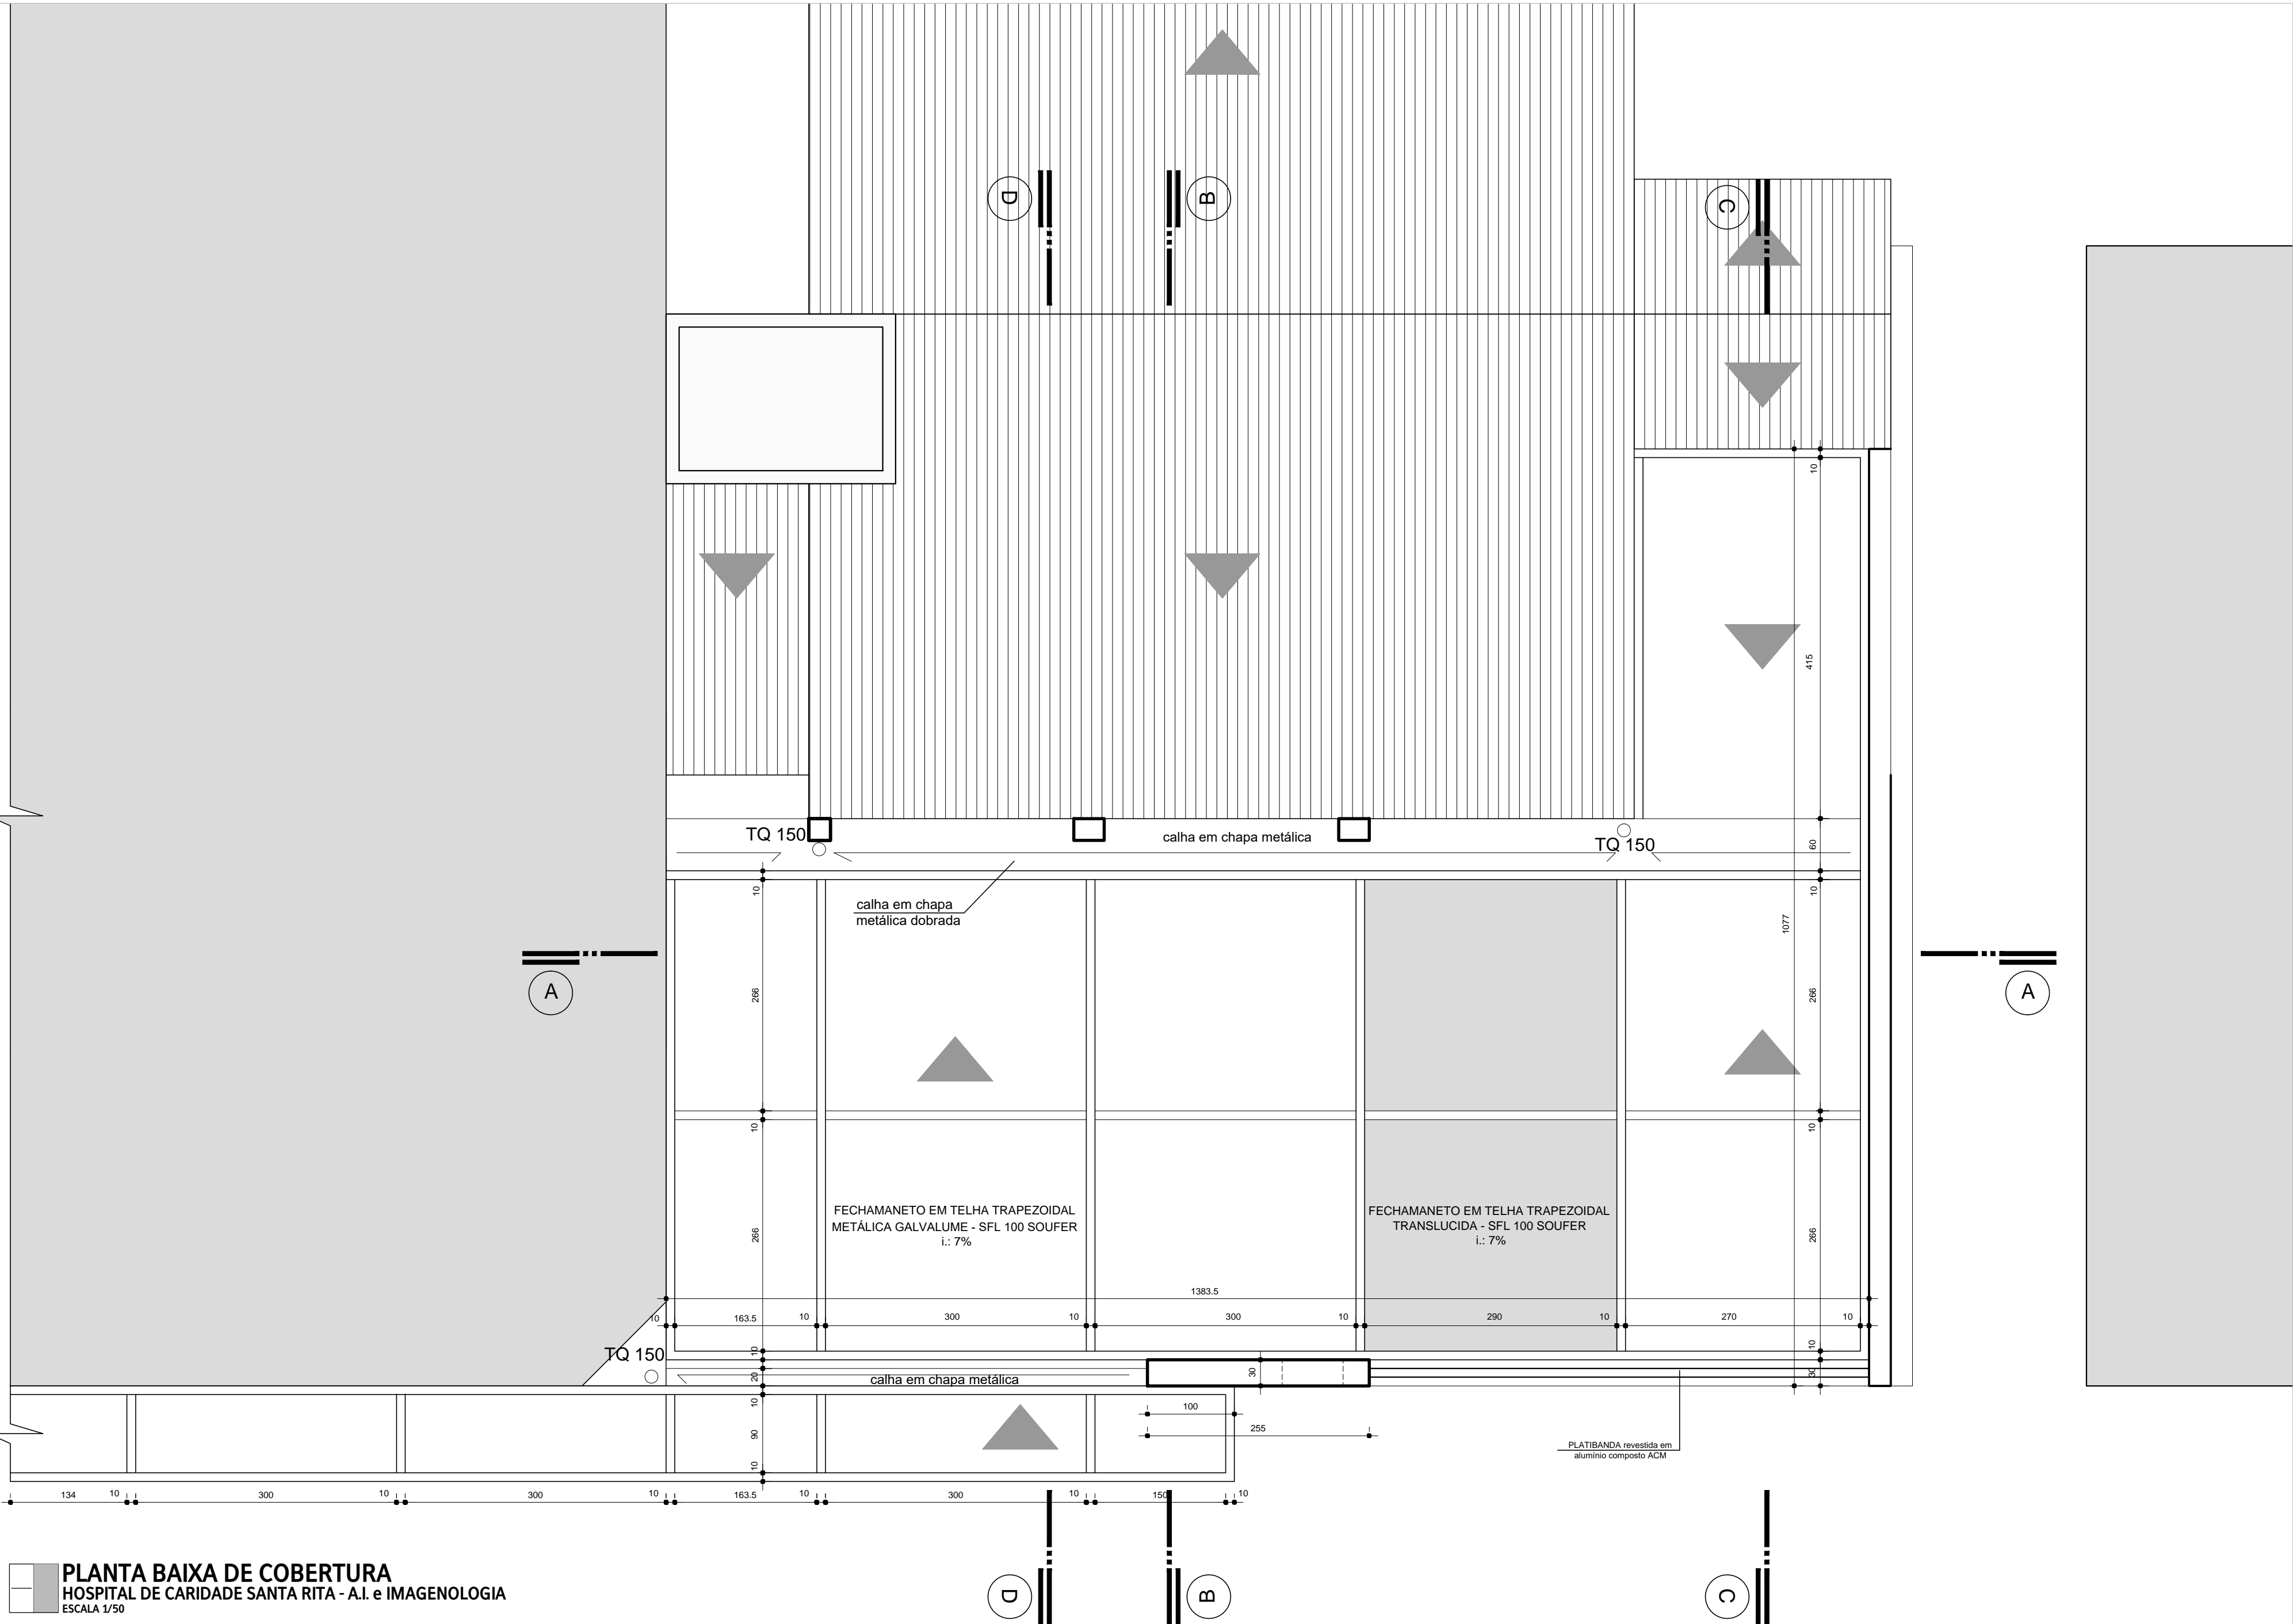 D
B
C
10
415
TQ 150
calha em chapa metálica
TQ 150
60
10
10
calha em chapa
metálica dobrada
1077
A
A
266
266
10
10
FECHAMANETO EM TELHA TRAPEZOIDAL
METÁLICA GALVALUME - SFL 100 SOUFER
i.: 7%
FECHAMANETO EM TELHA TRAPEZOIDAL
TRANSLUCIDA - SFL 100 SOUFER
i.: 7%
266
266
1383.5
10
163.5
10
300
10
300
10
290
10
270
10
TQ 150
10
10
20
calha em chapa metálica
30
30
10
100
90
255
PLATIBANDA revestida em
alumínio composto ACM
10
134
10
300
10
300
10
163.5
10
300
10
150
10
PLANTA BAIXA DE COBERTURA
HOSPITAL DE CARIDADE SANTA RITA - A.I. e IMAGENOLOGIA
ESCALA 1/50
D
B
C